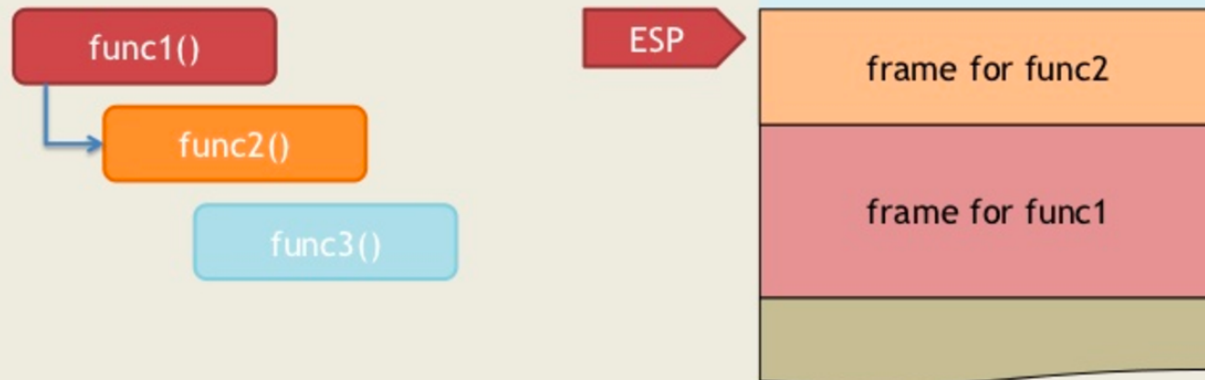 func1()
func2()
func3()
ESP
frame for func2
frame for func1